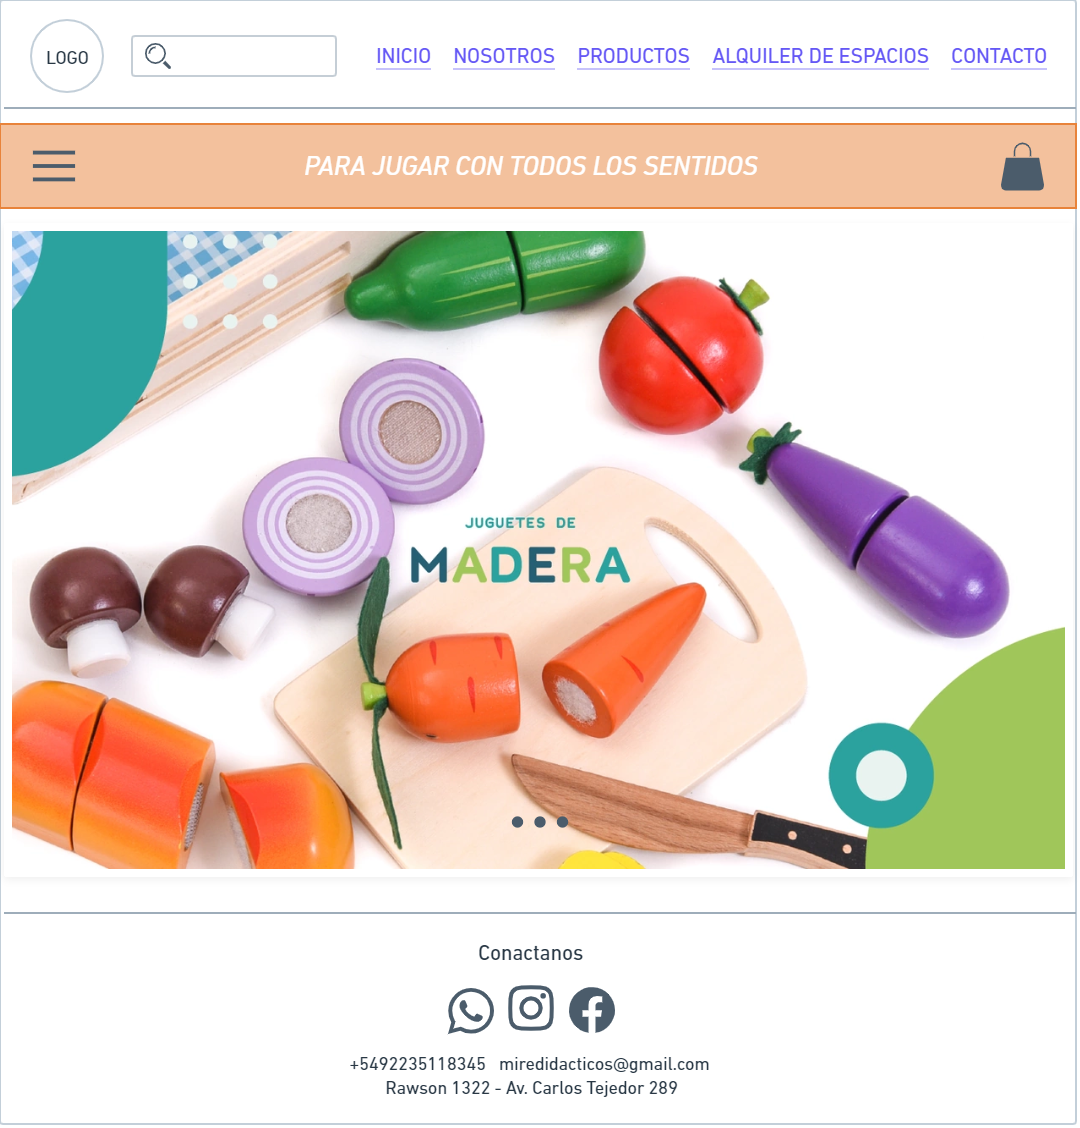 LOGO
INICIO NOSOTROS PRODUCTOS ALQUILER DE ESPACIOS CONTACTO
PARA JUGAR CON TODOS LOS SENTIDOS
JUGUETES DE
MADERA
Conactanos
+5492235118345 miredidacticos@gmail.com
Rawson 1322 - Av. Carlos Tejedor 289